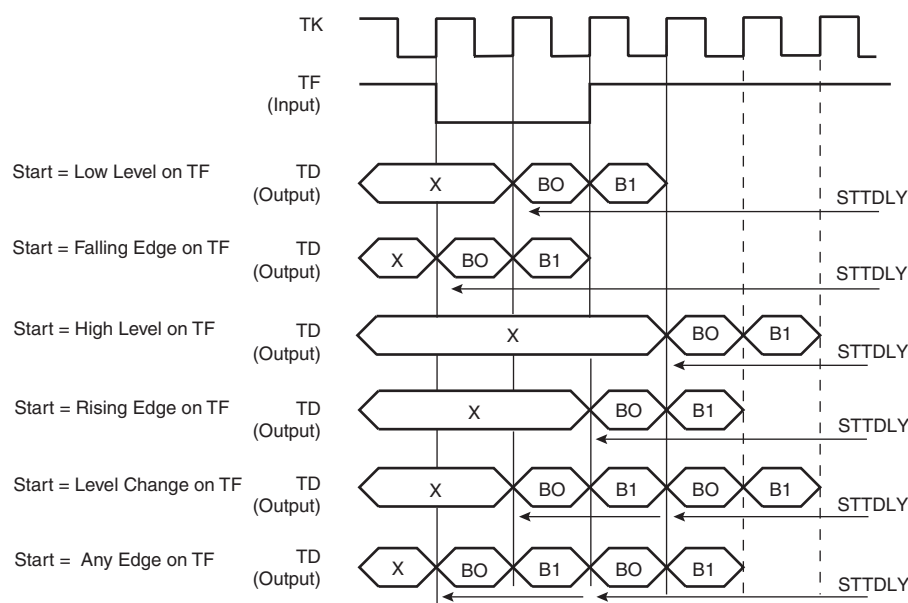 TK
TF
(Input)
Start = Low Level on TF
TD
(Output)
X
BO
B1
STTDLY
Start = Falling Edge on TF
TD
(Output)
X
BO
B1
STTDLY
Start = High Level on TF
TD
(Output)
X
BO
B1
STTDLY
Start = Rising Edge on TF
TD
(Output)
X
BO
B1
STTDLY
Start = Level Change on TF
TD
(Output)
X
BO
B1
BO
B1
STTDLY
Start = Any Edge on TF
TD
(Output)
X
BO
B1
BO
B1
STTDLY